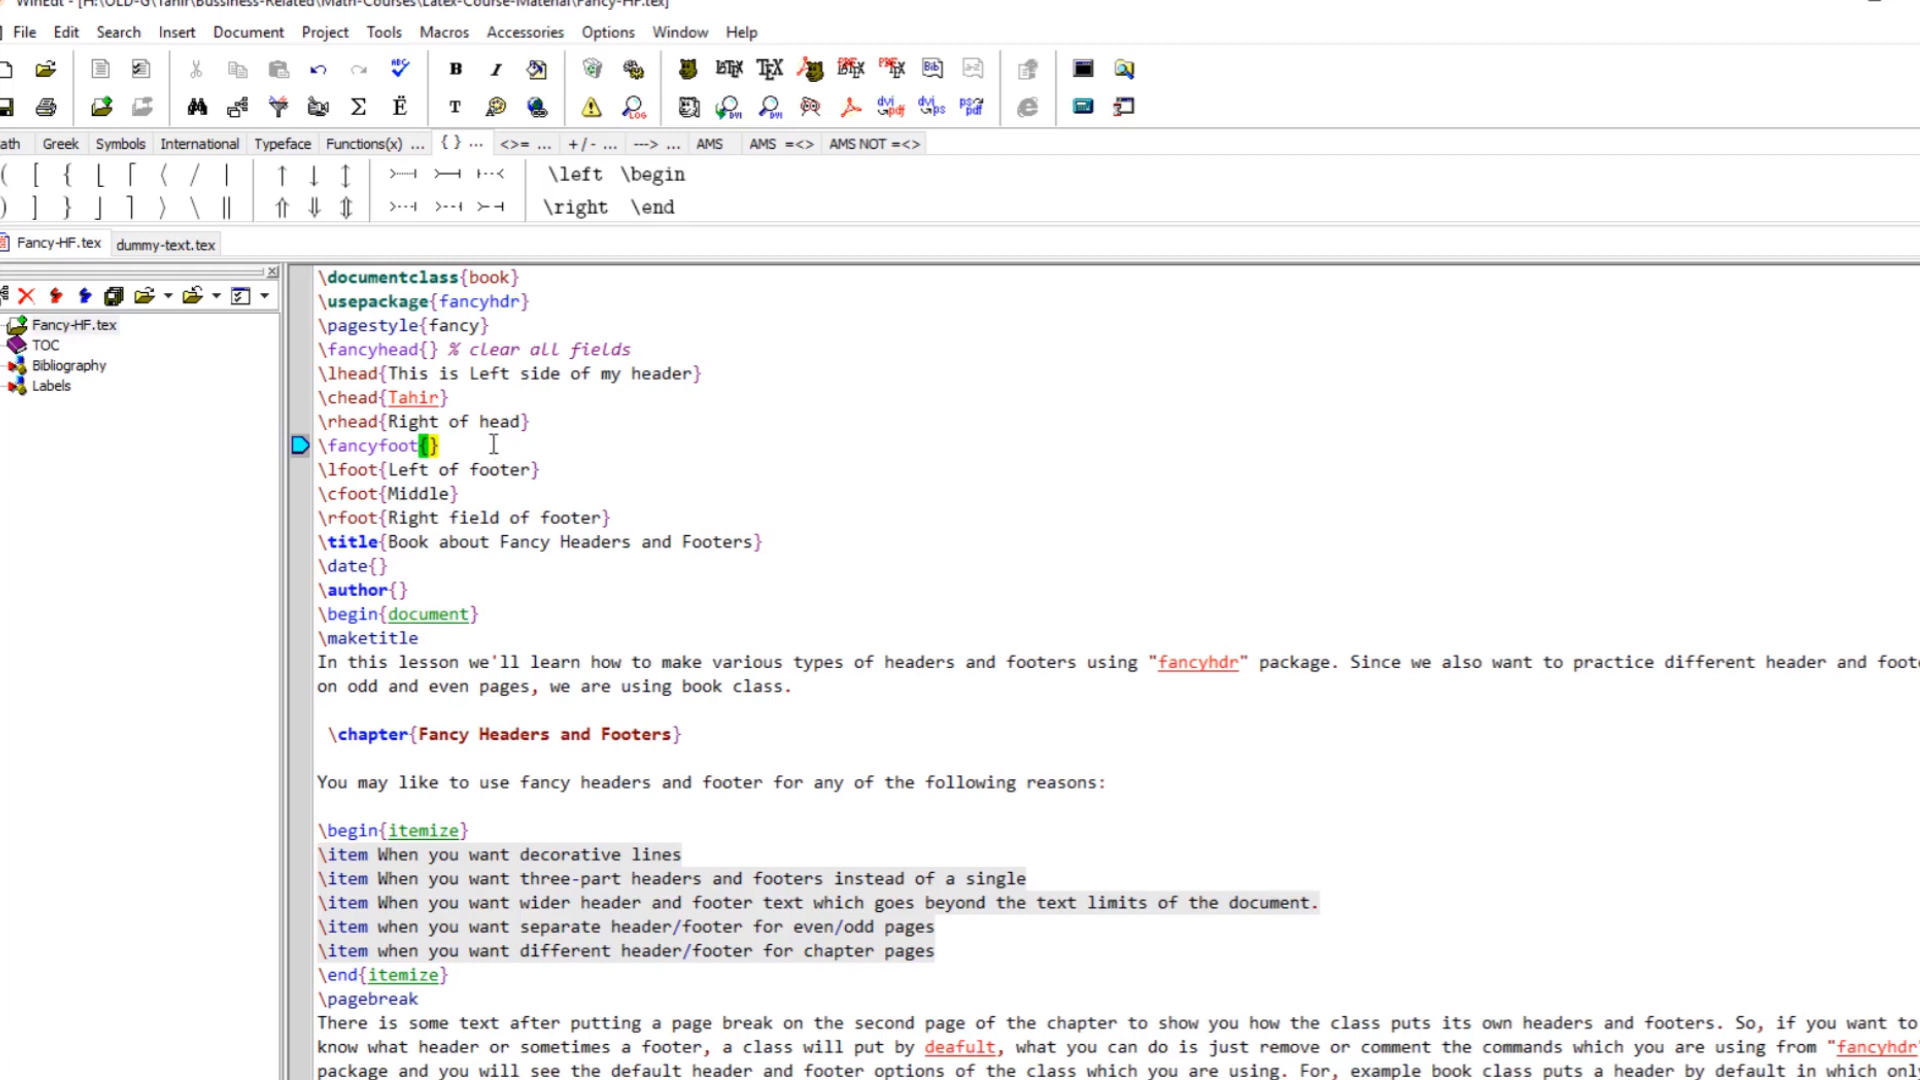 WinEdt - [H:\OLD-G\Tahir\Bussiness-Related\Math-Courses\Latex-Course-Material\Fancy-HF.tex]
File Edit Search Insert Document Project Tools Macros Accessories Options Window Help
Greek Symbols International Typeface Functions(x) ... { } ... <>= ... + / - ... ---> ... AMS AMS =<> AMS NOT =<>
\left \begin
\right \end
Fancy-HF.tex dummy-text.tex
Fancy-HF.tex
TOC
Bibliography
Labels
\documentclass{book}
\usepackage{fancyhdr}
\pagestyle{fancy}
\fancyhead{} % clear all fields
\lhead{This is Left side of my header}
\chead{Tahir}
\rhead{Right of head}
\fancyfoot{}
\lfoot{Left of footer}
\cfoot{Middle}
\rfoot{Right field of footer}
\title{Book about Fancy Headers and Footers}
\date{}
\author{}
\begin{document}
\maketitle
In this lesson we'll learn how to make various types of headers and footers using "fancyhdr" package. Since we also want to practice different header and
on odd and even pages, we are using book class.
\chapter{Fancy Headers and Footers}
You may like to use fancy headers and footer for any of the following reasons:
\begin{itemize}
\item When you want decorative lines
\item When you want three-part headers and footers instead of a single
\item When you want wider header and footer text which goes beyond the text limits of the document.
\item when you want separate header/footer for even/odd pages
\item when you want different header/footer for chapter pages
\end{itemize}
\pagebreak
There is some text after putting a page break on the second page of the chapter to show you how the class puts its own headers and footers. So, if you want to
know what header or sometimes a footer, a class will put by deafult, what you can do is just remove or comment the commands which you are using from "fancyhdr"
package and you will see the default header and footer options of the class which you are using. For, example book class puts a header by default in which